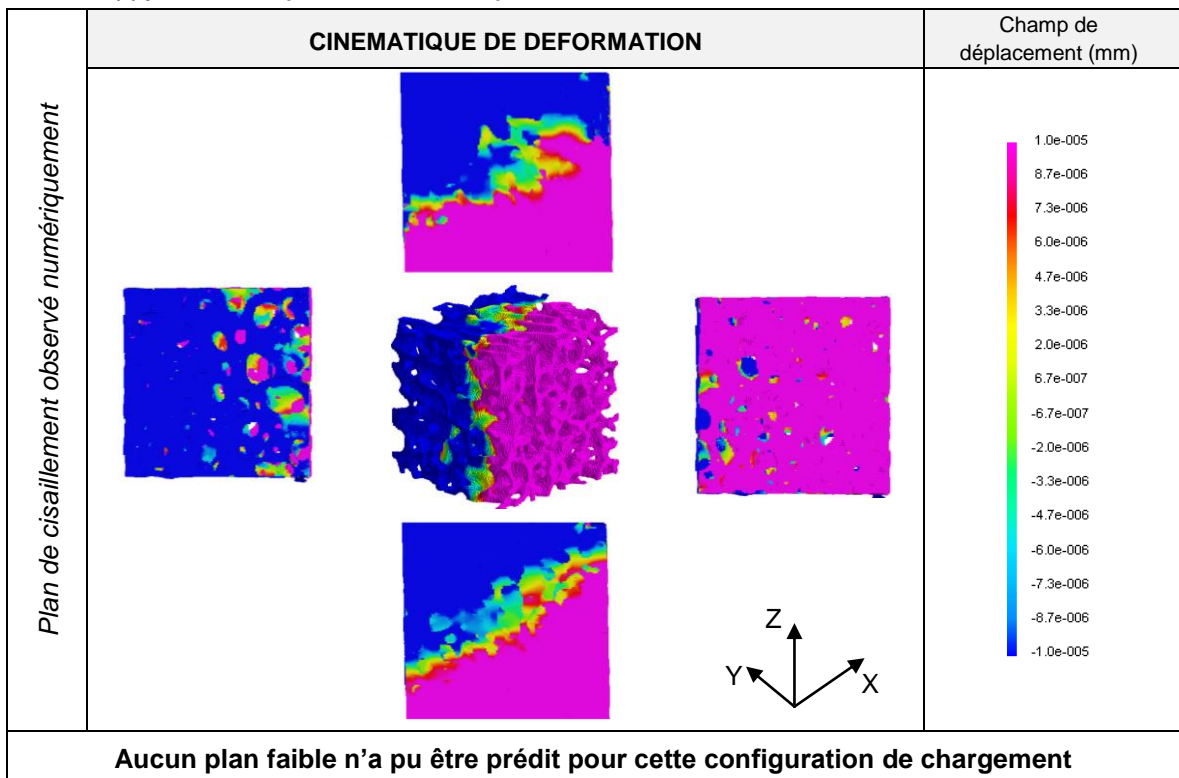 CINEMATIQUE DE DEFORMATION
Champ de
déplacement (mm)
Plan de cisaillement observé numériquement
1.0e-005
8.7e-006
7.3e-006
6.0e-006
4.7e-006
3.3e-006
2.0e-006
6.7e-007
-6.7e-007
-2.0e-006
-3.3e-006
-4.7e-006
-6.0e-006
-7.3e-006
-8.7e-006
-1.0e-005
Z
Y
X
Aucun plan faible n'a pu être prédit pour cette configuration de chargement